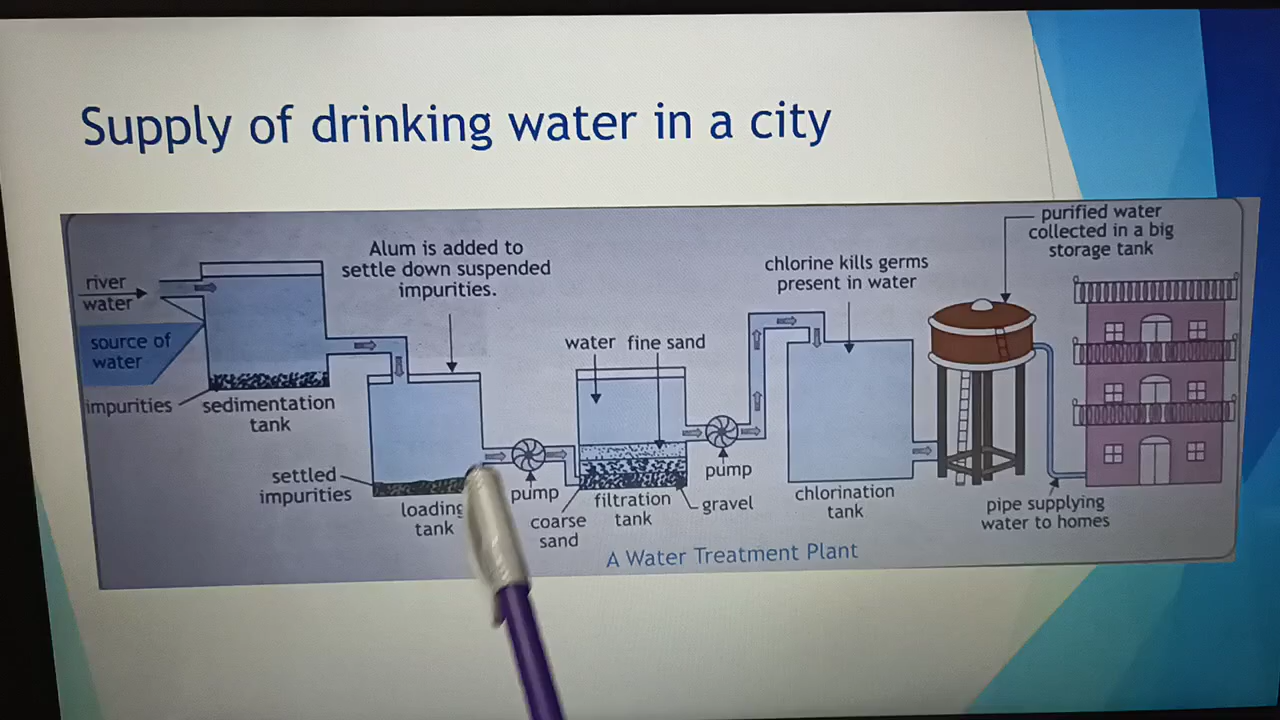 Supply of drinking water in a city
purified water
collected in a big
storage tank
Alum is added to
settle down suspended
impurities.
chlorine kills germs
present in water
river
water
source of
water
water
fine sand
impurities
sedimentation
tank
settled
impurities
loading
tank
pump
coarse
sand
filtration
tank
pump
gravel
chlorination
tank
pipe supplying
water to homes
A Water Treatment Plant